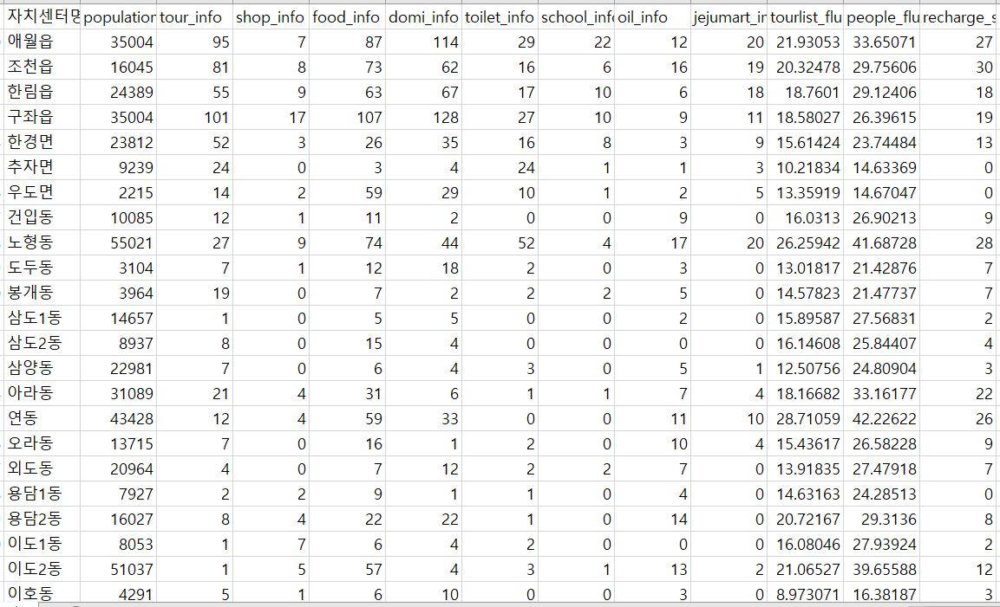 자치센터명 population tour_info shop_info food_info domi_info toilet_info school_info oil_info jejumart_in tourlist_flu people_flu recharge_s
애월읍 35004 95 7 87 114 29 22 12 20 21.93053 33.65071 27
조천읍 16045 81 8 73 62 16 6 16 19 20.32478 29.75606 30
한림읍 24389 55 9 63 67 17 10 6 18 18.7601 29.12406 18
구좌읍 35004 101 17 107 128 27 10 9 11 18.58027 26.39615 19
한경면 23812 52 3 26 35 16 8 3 9 15.61424 23.74484 13
추자면 9239 24 0 3 4 24 1 1 3 10.21834 14.63369 0
우도면 2215 14 2 59 29 10 1 2 5 13.35919 14.67047 0
건입동 10085 12 1 11 2 0 0 9 0 16.0313 26.90213 9
노형동 55021 27 9 74 44 52 4 17 20 26.25942 41.68728 28
도두동 3104 7 1 12 18 2 0 3 0 13.01817 21.42876 7
봉개동 3964 19 0 7 2 2 2 5 0 14.57823 21.47737 7
삼도1동 14657 1 0 5 5 0 0 2 0 15.89587 27.56831 2
삼도2동 8937 8 0 15 4 0 0 0 0 16.14608 25.84407 4
삼양동 22981 7 0 6 4 3 0 5 1 12.50756 24.80904 3
아라동 31089 21 4 31 6 1 1 7 4 18.16682 33.16177 22
연동 43428 12 4 59 33 0 0 11 10 28.71059 42.22622 26
오라동 13715 7 0 16 1 2 0 10 4 15.43617 26.58228 9
외도동 20964 4 0 7 12 2 2 7 0 13.91835 27.47918 7
용담1동 7927 2 2 9 1 1 0 4 0 14.63163 24.28513 0
용담2동 16027 8 4 22 22 1 0 14 0 20.72167 29.3136 8
이도1동 8053 1 7 6 4 2 0 0 0 16.08046 27.93924 2
이도2동 51037 1 5 57 4 3 1 13 2 21.06527 39.65588 12
이호동 4291 5 1 6 10 0 0 3 0 8.973071 16.38187 3